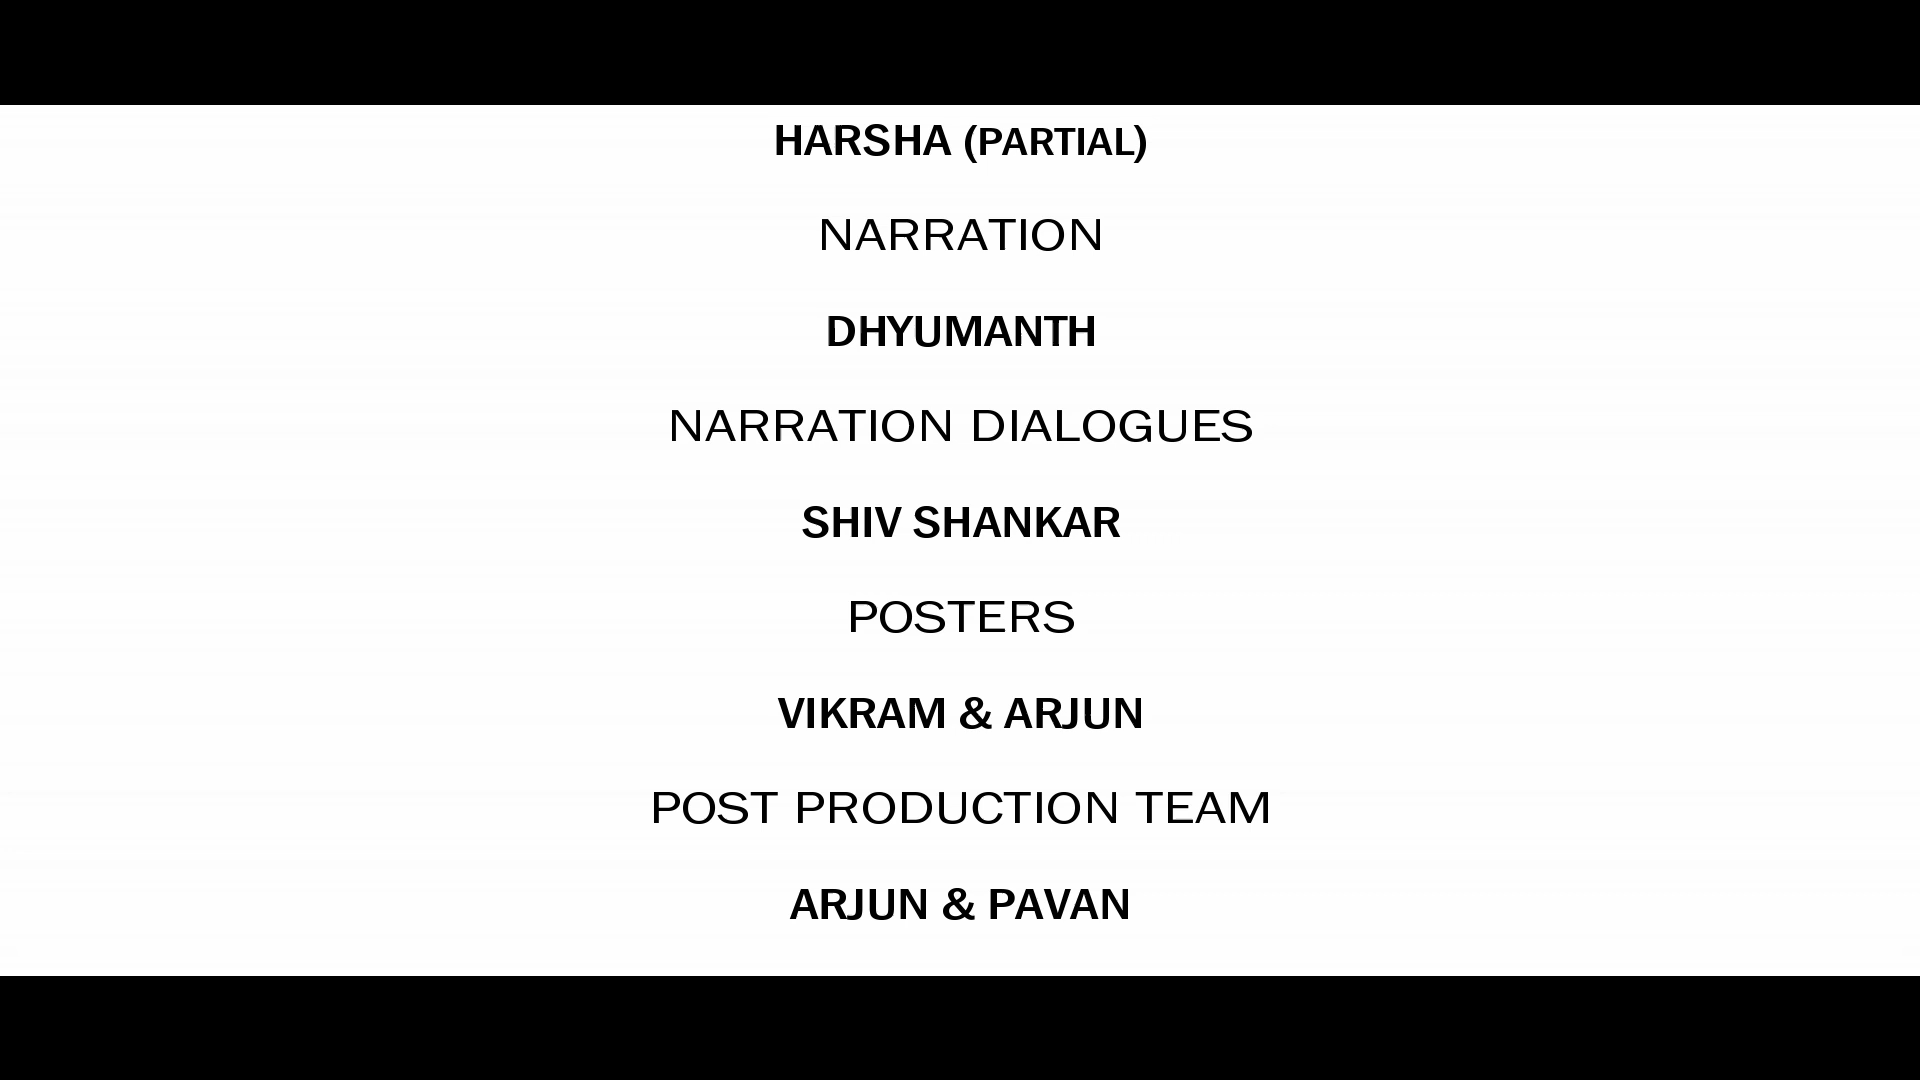 HARSHA (PARTIAL)
NARRATION
DHYUMANTH
NARRATION DIALOGUES
SHIV SHANKAR
POSTERS
VIKRAM & ARJUN
POST PRODUCTION TEAM
ARJUN & PAVAN